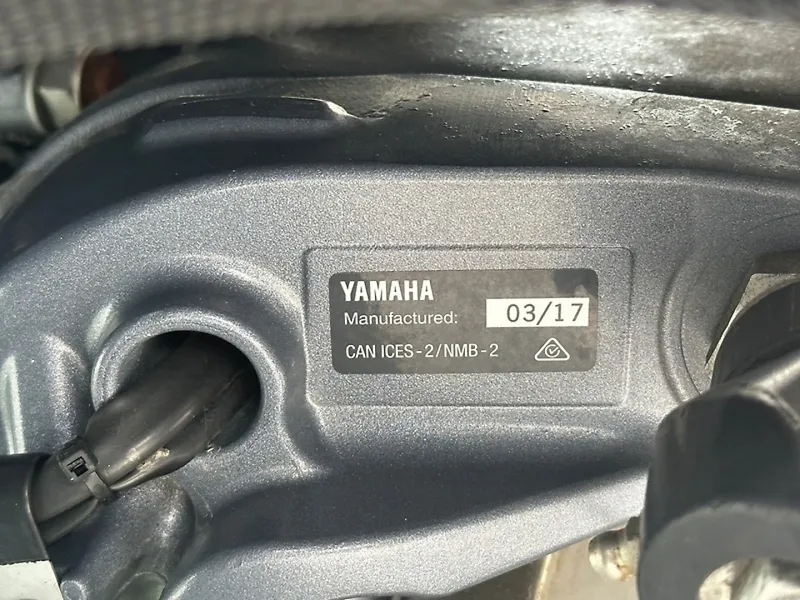 YAMAHA
Manufactured: 03/17
CAN ICES-2/NMB-2